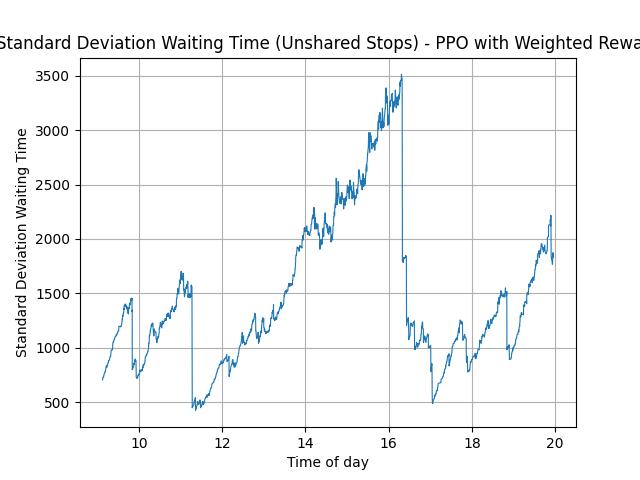 Standard Deviation Waiting Time (Unshared Stops) - PPO with Weighted
3500
3000
2500
2000
1500
1000
500
Standard Deviation Waiting Time
10 12 14 16 18 20
Time of day